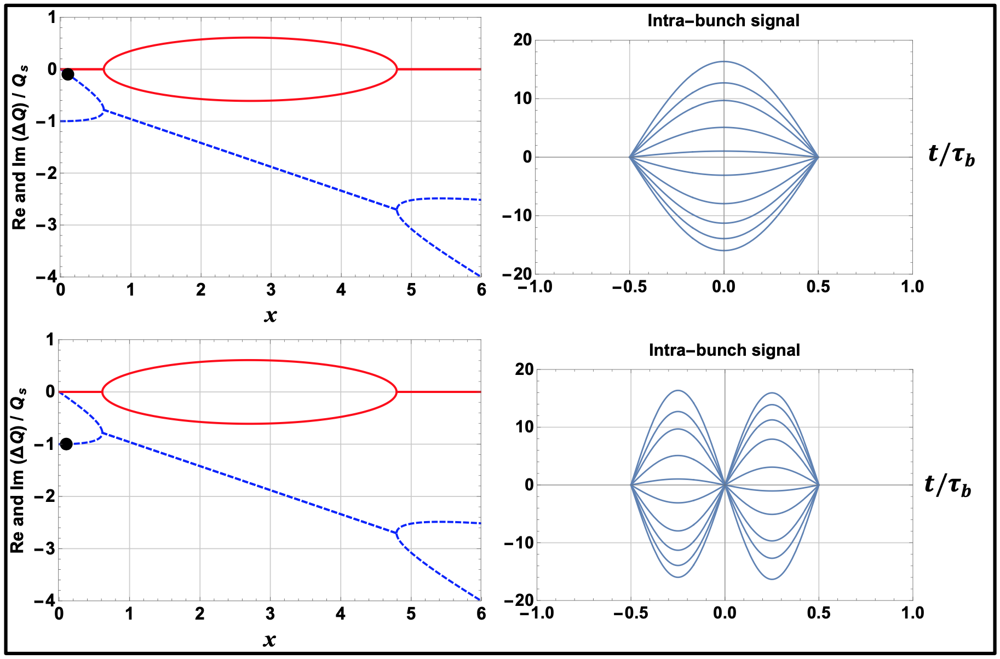 Intra−bunch signal
Re and Im (ΔQ) / Qs
1
0
−1
−2
−3
−4
0 1 2 3 4 5 6
x
20
10
0
−10
−20
−1.0 −0.5 0.0 0.5 1.0
t/τb
Intra−bunch signal
Re and Im (ΔQ) / Qs
1
0
−1
−2
−3
−4
0 1 2 3 4 5 6
x
20
10
0
−10
−20
−1.0 −0.5 0.0 0.5 1.0
t/τb